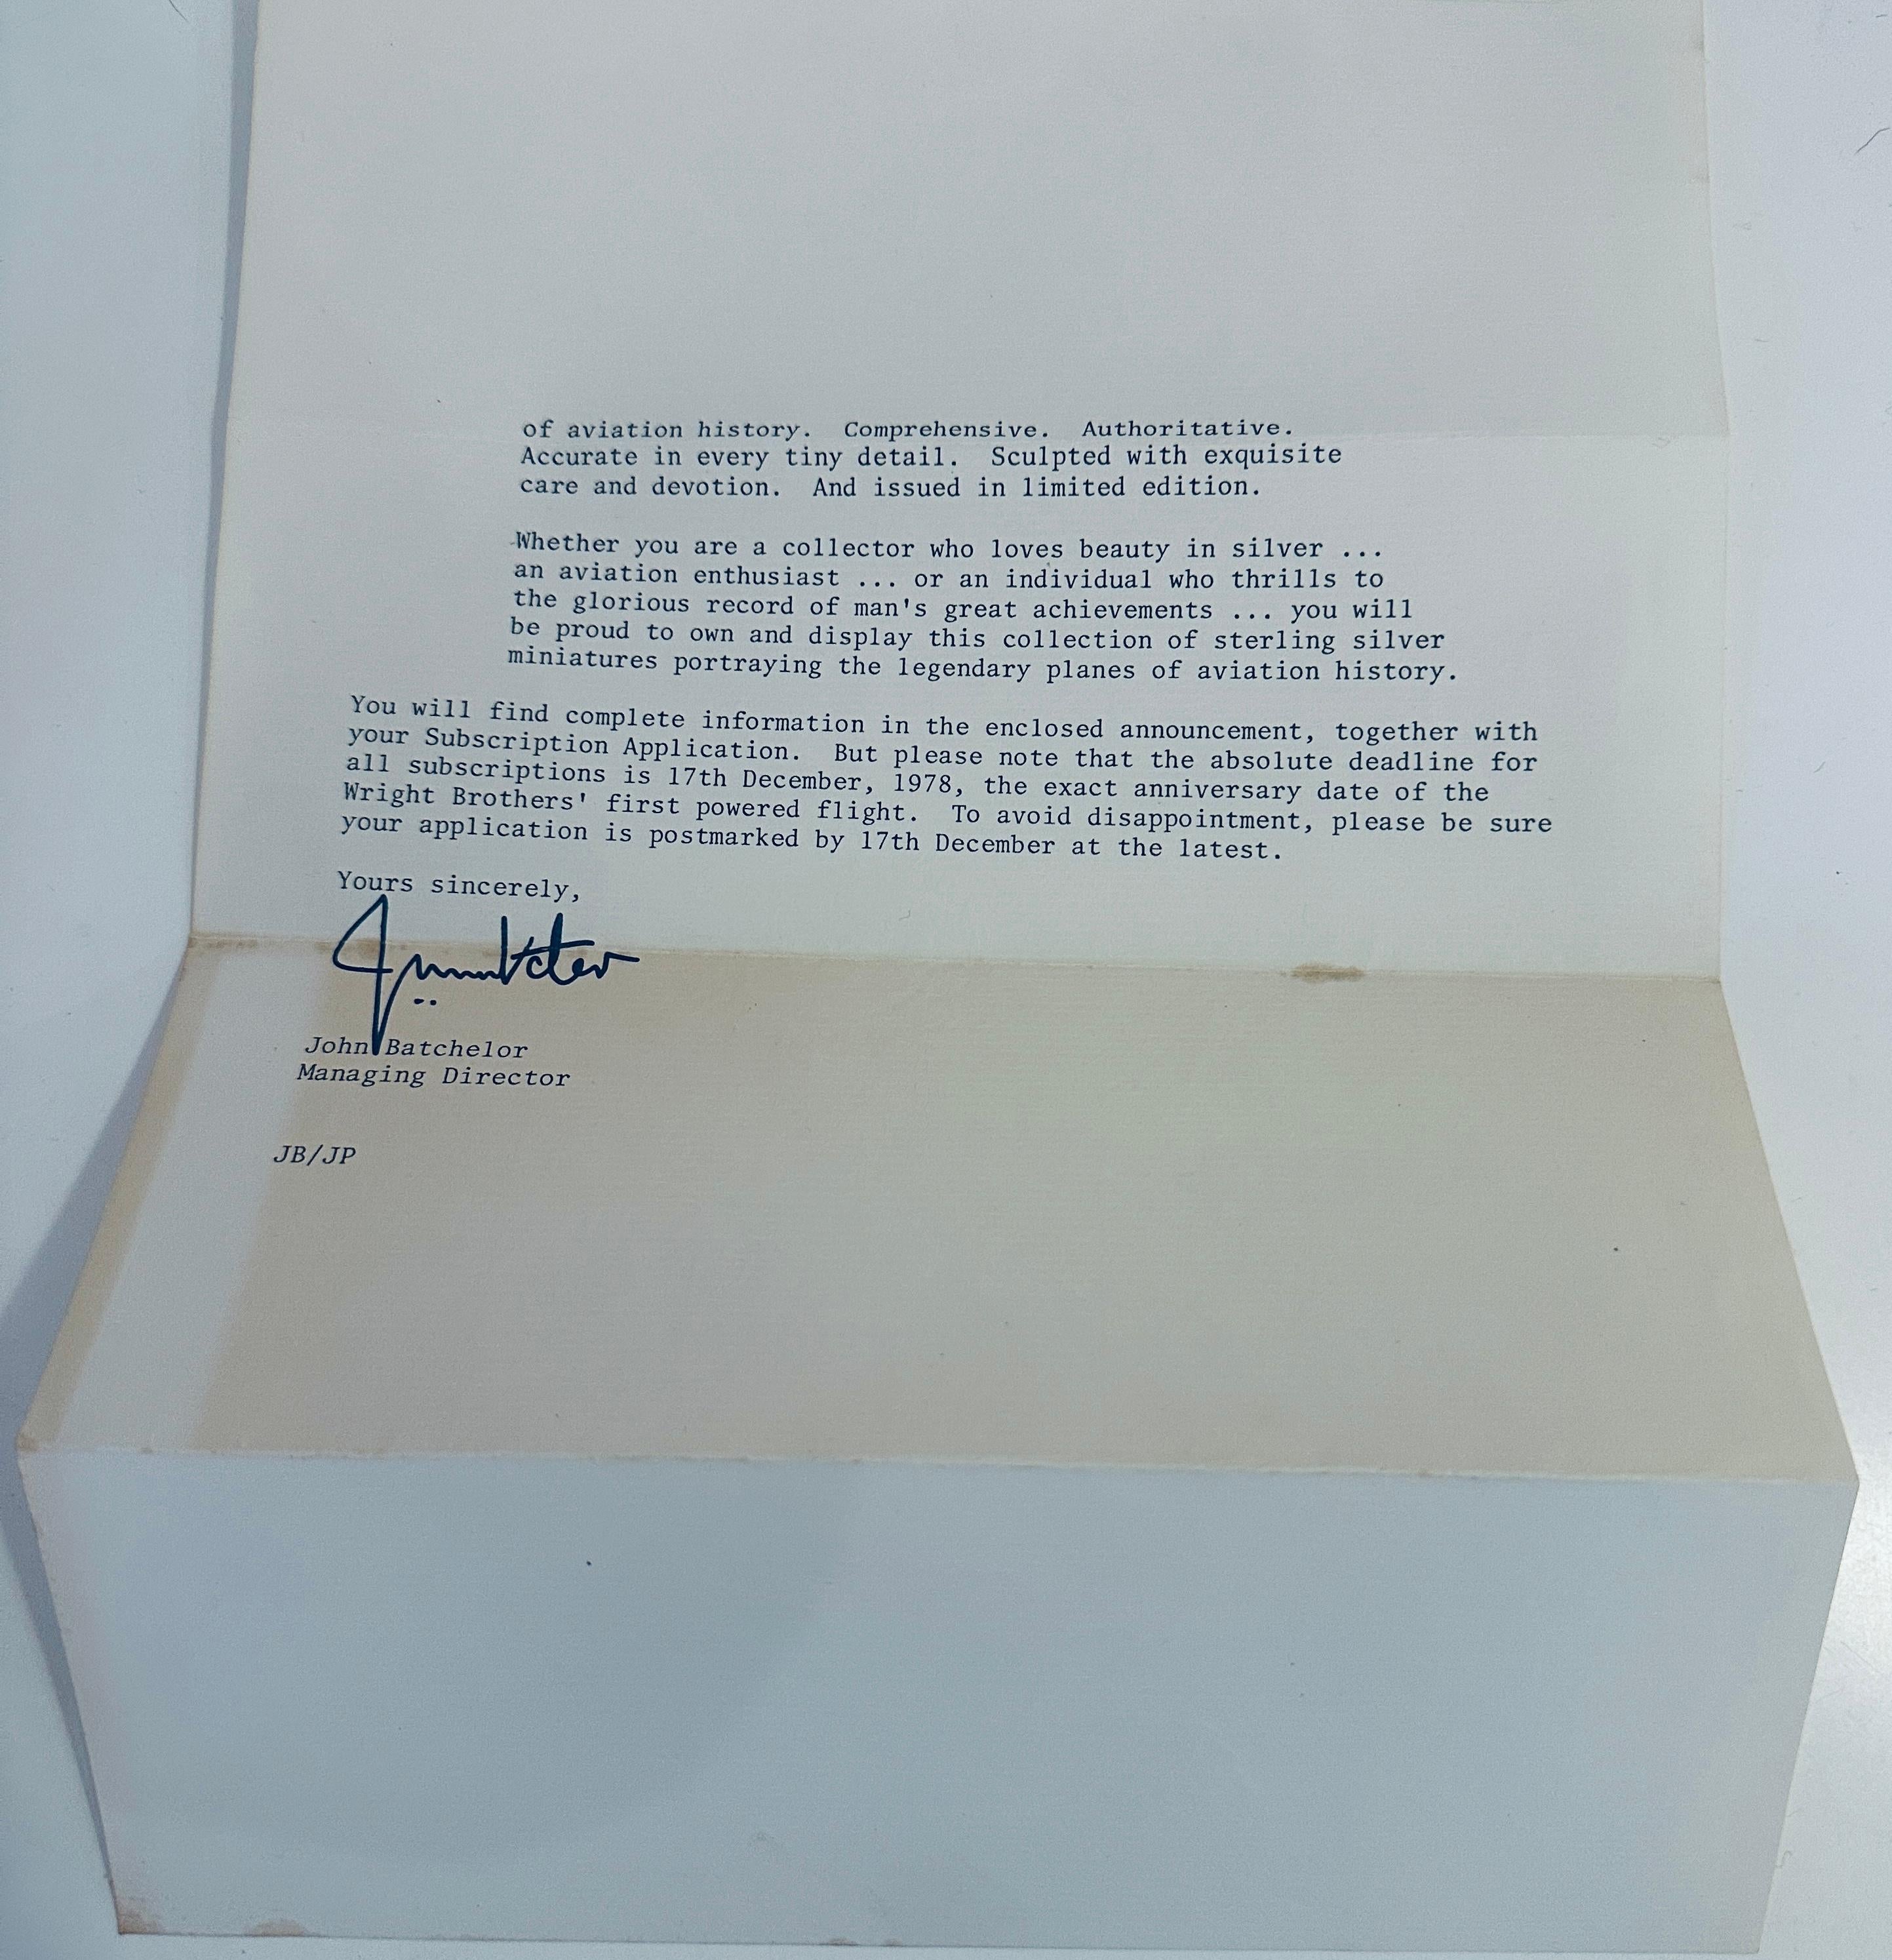 of aviation history.  Comprehensive.  Authoritative.
Accurate in every tiny detail.  Sculpted with exquisite
care and devotion.  And issued in limited edition.
Whether you are a collector who loves beauty in silver ...
an aviation enthusiast ... or an individual who thrills to
the glorious record of man's great achievements ... you will
be proud to own and display this collection of sterling silver
miniatures portraying the legendary planes of aviation history.
You will find complete information in the enclosed announcement, together with
your Subscription Application.  But please note that the absolute deadline for
all subscriptions is 17th December, 1978, the exact anniversary date of the
Wright Brothers' first powered flight.  To avoid disappointment, please be sure
your application is postmarked by 17th December at the latest.
Yours sincerely,
John Batchelor
Managing Director
JB/JP